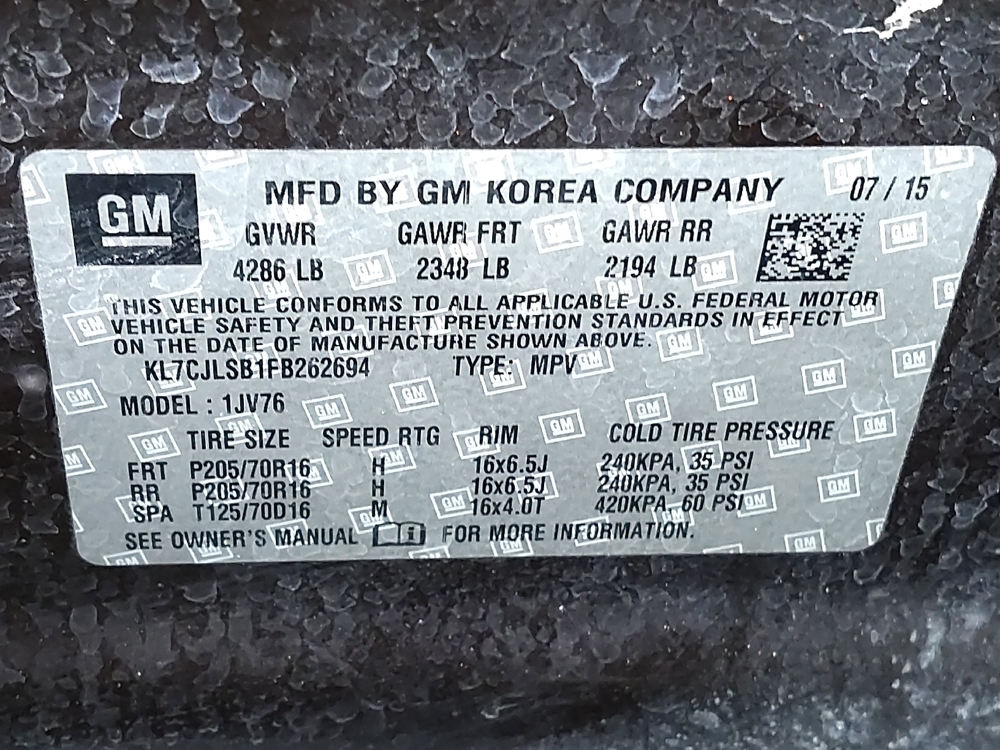 GM MFD BY GM KOREA COMPANY 07 / 15
GVWR GAWR FRT GAWR RR
4286 LB 2348 LB 2194 LB
THIS VEHICLE CONFORMS TO ALL APPLICABLE U.S. FEDERAL MOTOR
VEHICLE SAFETY AND THEFT PREVENTION STANDARDS IN EFFECT
ON THE DATE OF MANUFACTURE SHOWN ABOVE.
KL7CJLSB1FB262694 TYPE: MPV
MODEL : 1JV76
TIRE SIZE SPEED RTG RIM COLD TIRE PRESSURE
FRT P205/70R16 H 16x6.5J 240KPA, 35 PSI
RR P205/70R16 H 16x6.5J 240KPA, 35 PSI
SPA T125/70D16 M 16x4.0T 420KPA, 60 PSI
SEE OWNER'S MANUAL FOR MORE INFORMATION.